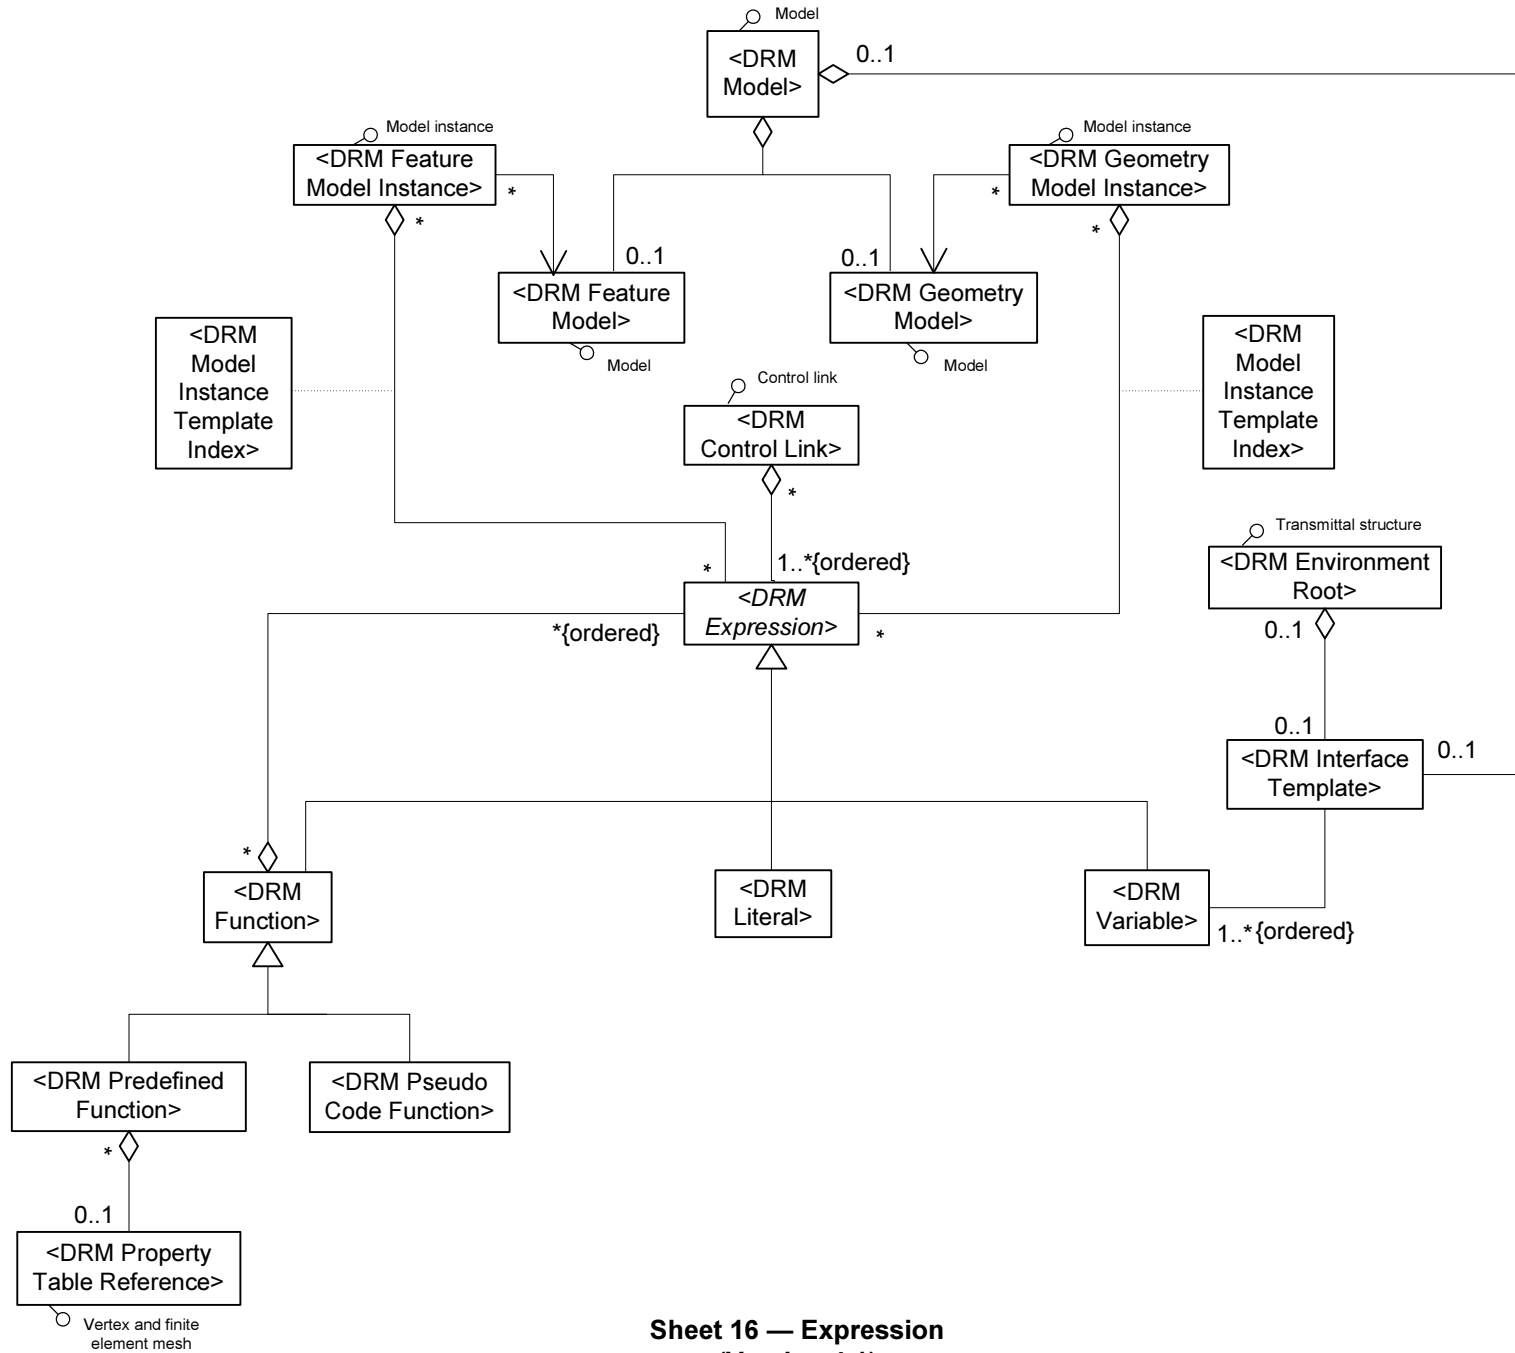 Model
<DRM
Model>
0..1
Model instance
<DRM Feature
Model Instance>
*
*
Model instance
<DRM Geometry
Model Instance>
*
*
0..1
<DRM Feature
Model>
Model
0..1
<DRM Geometry
Model>
Model
<DRM
Model
Instance
Template
Index>
<DRM
Model
Instance
Template
Index>
Control link
<DRM
Control Link>
*
1..*{ordered}
*
<DRM
Expression>
*{ordered}
*
Transmittal structure
<DRM Environment
Root>
0..1
0..1
<DRM Interface
Template>
0..1
*
<DRM
Function>
<DRM
Literal>
<DRM
Variable>
1..*{ordered}
<DRM Predefined
Function>
<DRM Pseudo
Code Function>
*
0..1
<DRM Property
Table Reference>
Vertex and finite
element mesh
Sheet 16 — Expression